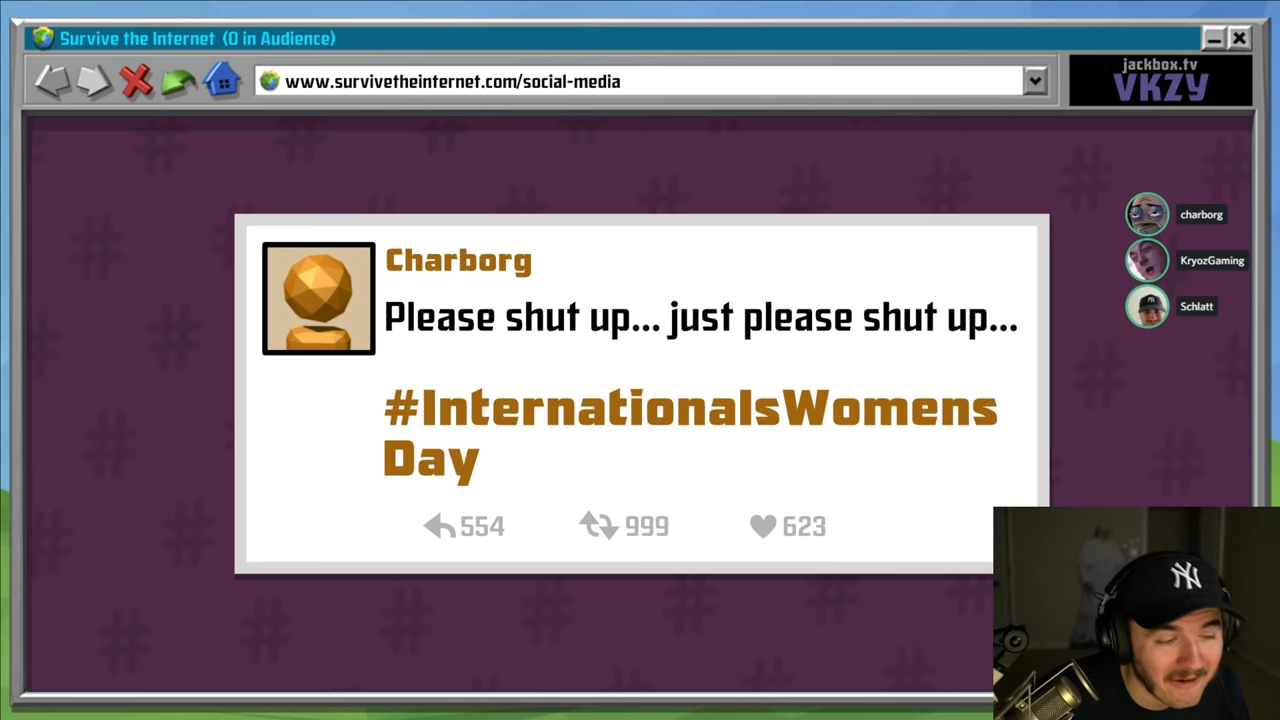 Survive the Internet (0 in Audience)
www.survivetheinternet.com/social-media
jackbox.tv
VKZY
charborg
KryozGaming
Schlatt
Charborg
Please shut up... just please shut up...
#InternationalsWomens
Day
554 999 623
NY